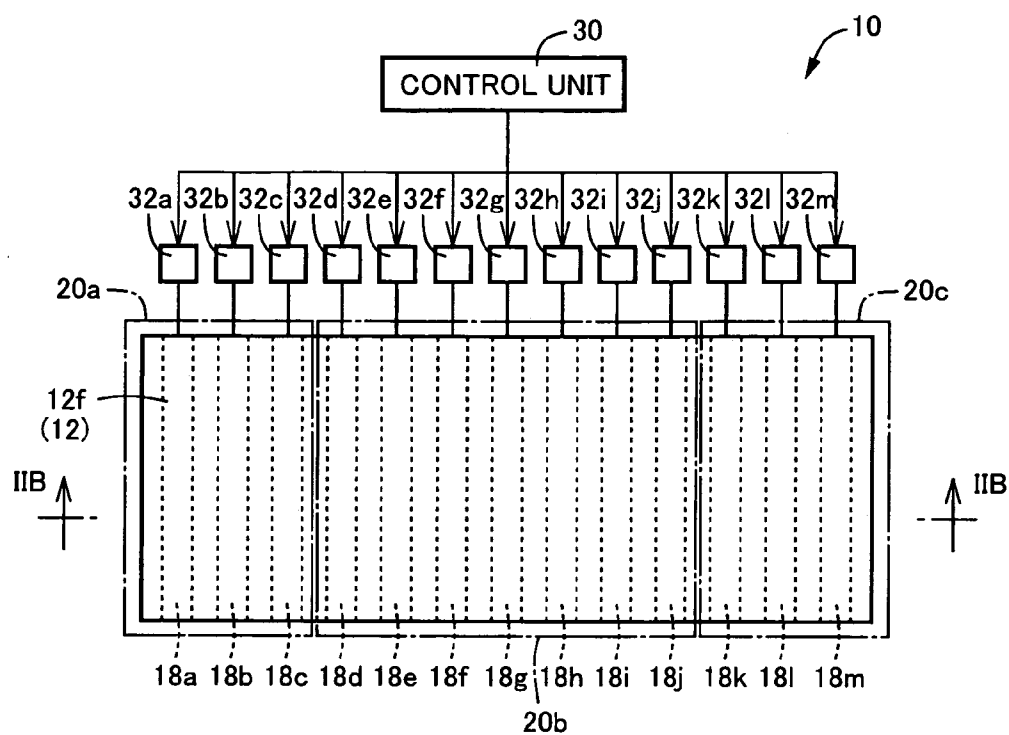 30
10
CONTROL UNIT
32a 32b 32c 32d 32e 32f 32g 32h 32i 32j 32k 32l 32m
20a
20c
12f
(12)
IIB
IIB
18a 18b 18c 18d 18e 18f 18g 18h 18i 18j 18k 18l 18m
20b